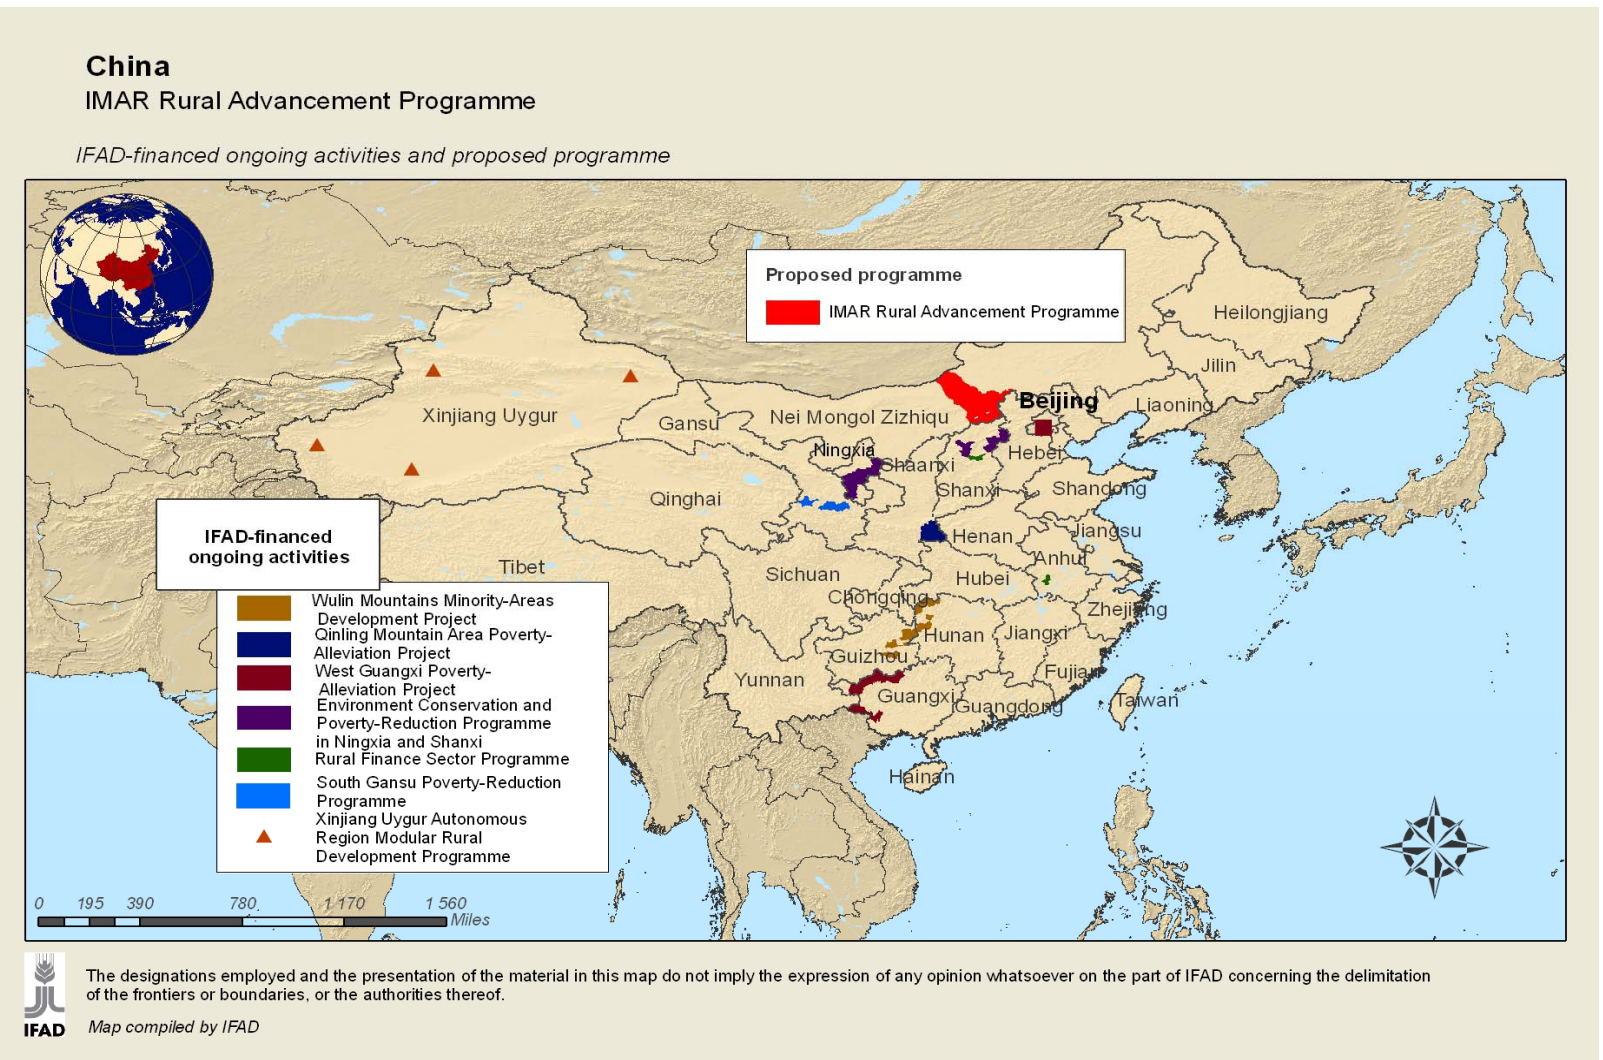 China
IMAR Rural Advancement Programme
IFAD-financed ongoing activities and proposed programme
Proposed programme
IMAR Rural Advancement Programme
Heilongjiang
Jilin
Liaoning
Beijing
Xinjiang Uygur
Gansu
Nei Mongol Zizhiqu
Ningxia
Shaanxi
Hebei
Qinghai
Shanxi
Shandong
Henan
Jiangsu
Anhui
Tibet
Sichuan
Hubei
Chongqing
Zhejiang
Hunan
Jiangxi
Guizhou
Yunnan
Fujian
Guangxi
Guangdong
Taiwan
Hainan
IFAD-financed
ongoing activities
Wulin Mountains Minority-Areas
Development Project
Qinling Mountain Area Poverty-
Alleviation Project
West Guangxi Poverty-
Alleviation Project
Environment Conservation and
Poverty-Reduction Programme
in Ningxia and Shanxi
Rural Finance Sector Programme
South Gansu Poverty-Reduction
Programme
Xinjiang Uygur Autonomous
Region Modular Rural
Development Programme
0 195 390 780 1 170 1 560
Miles
The designations employed and the presentation of the material in this map do not imply the expression of any opinion whatsoever on the part of IFAD concerning the delimitation
of the frontiers or boundaries, or the authorities thereof.
IFAD
Map compiled by IFAD